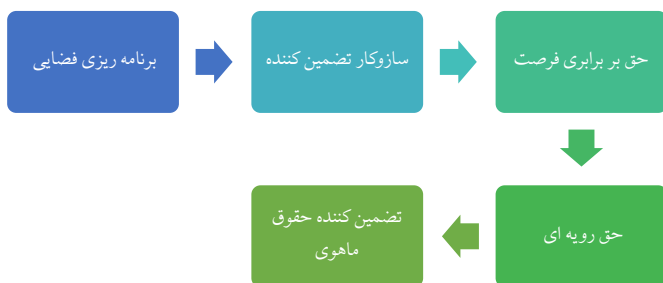 برنامه ریزی فضایی
سازوکار تضمین کننده
حق بر برابری فرصت
حق رویه ای
تضمین کننده حقوق
ماهوی